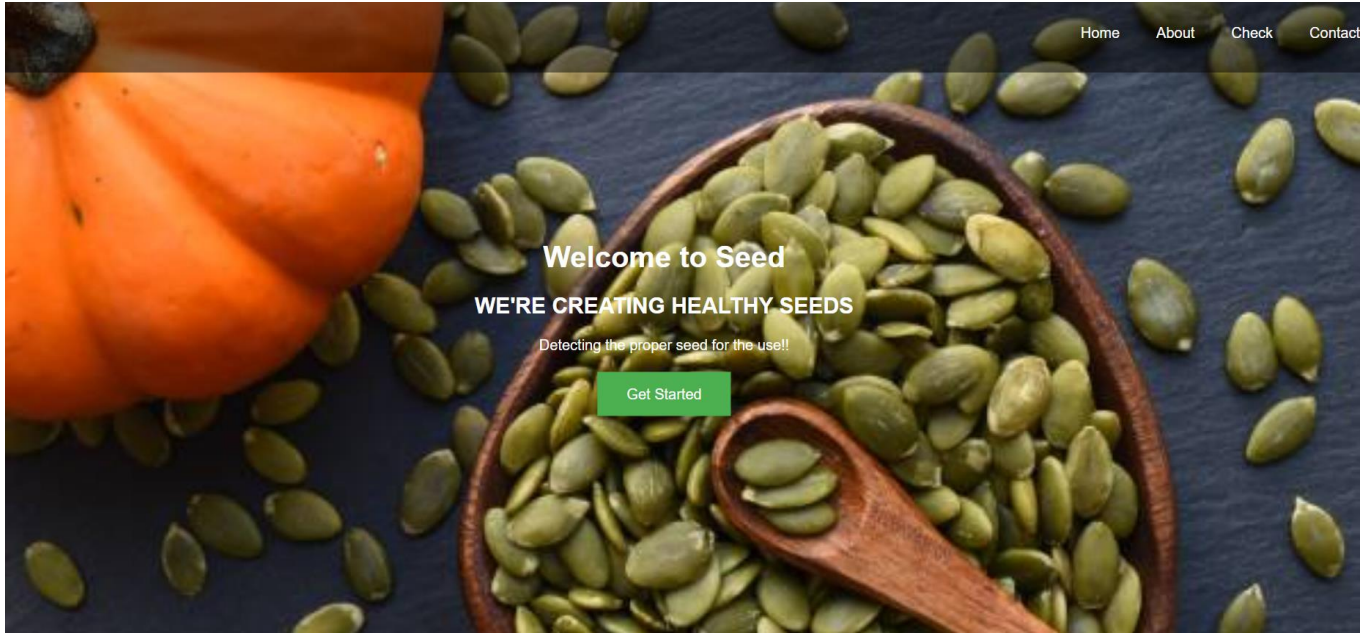 Home About Check Contact
Welcome to Seed
WE'RE CREATING HEALTHY SEEDS
Detecting the proper seed for the use!!
Get Started